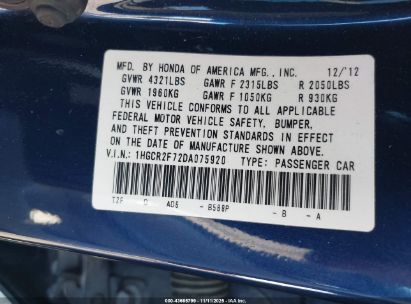 MFD. BY HONDA OF AMERICA MFG., INC. 12/'12
GVWR 4321LBS GAWR F 2315LBS R 2050LBS
GVWR 1960KG GAWR F 1050KG R 930KG
THIS VEHICLE CONFORMS TO ALL APPLICABLE
FEDERAL MOTOR VEHICLE SAFETY, BUMPER,
AND THEFT PREVENTION STANDARDS IN EFFECT
ON THE DATE OF MANUFACTURE SHOWN ABOVE.
V.I.N.: 1HGCR2F72DA075920 TYPE: PASSENGER CAR
B588P - B - A